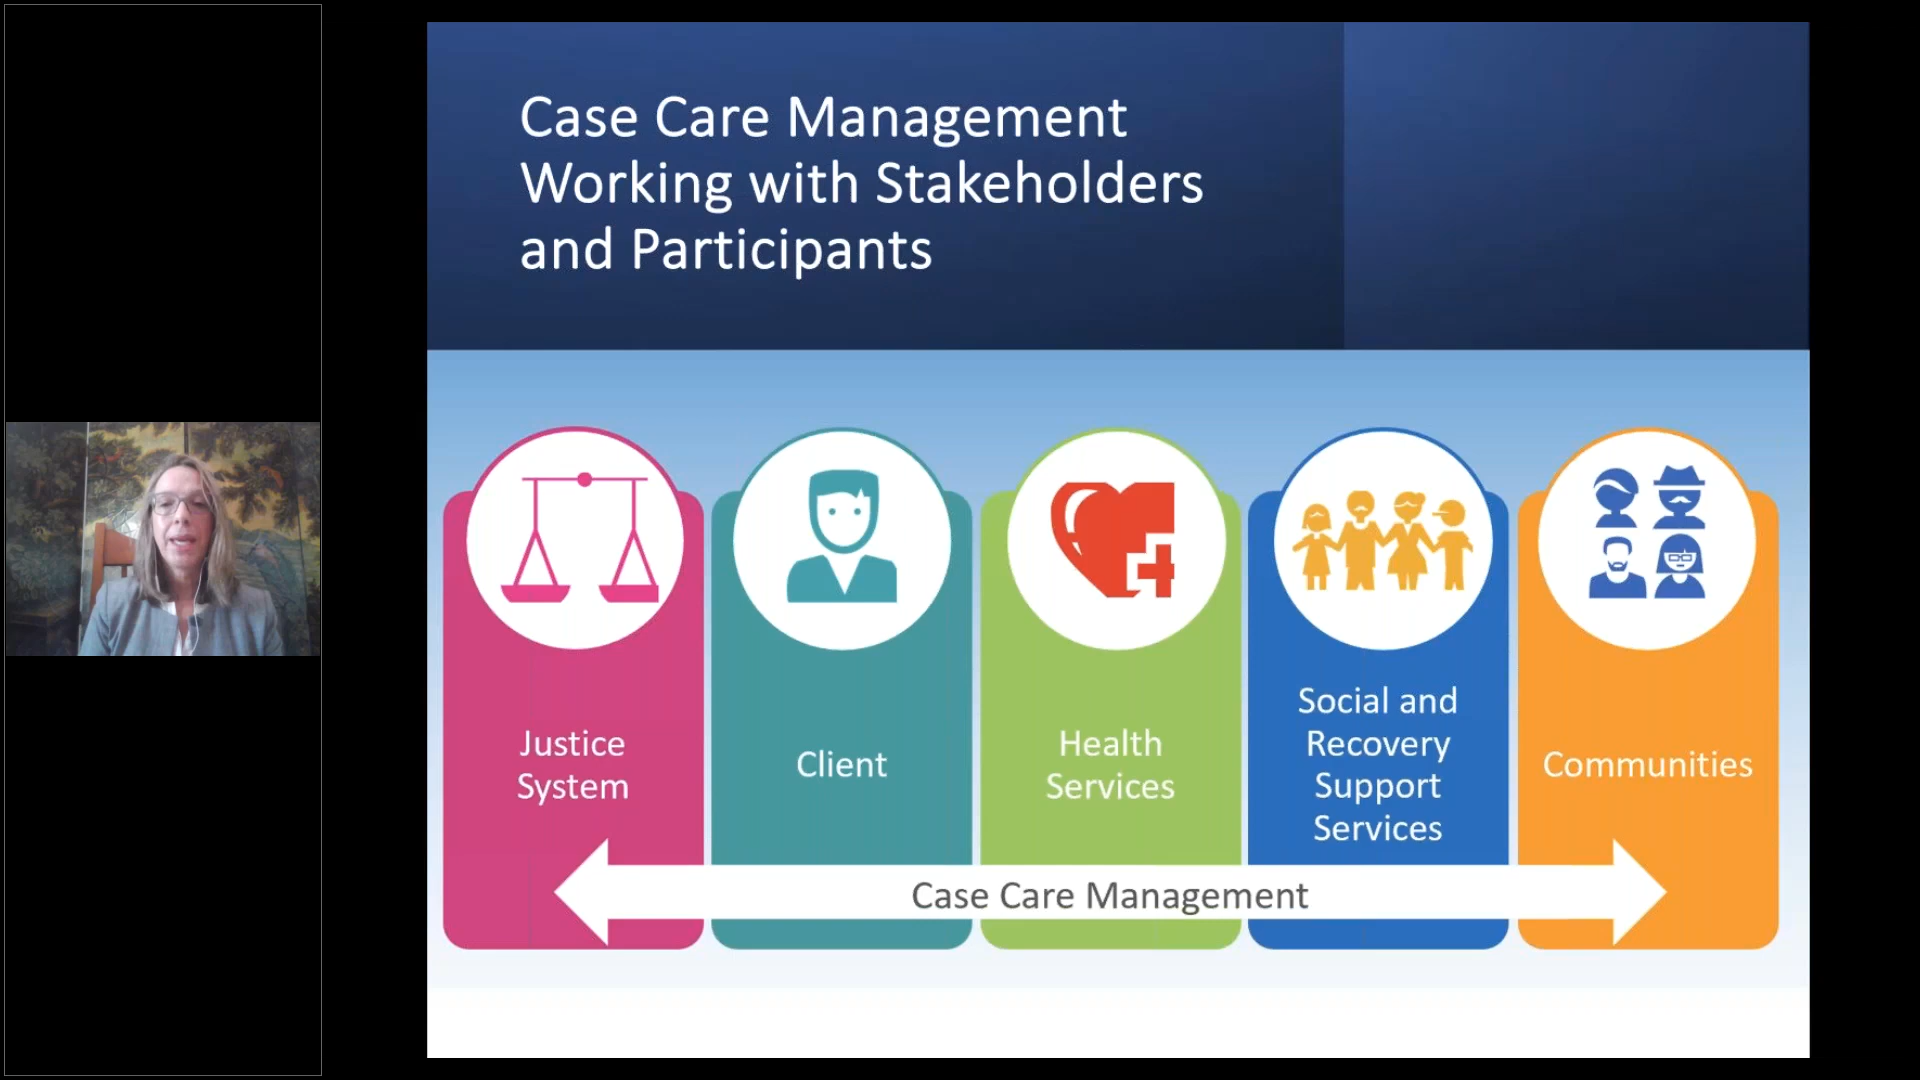 Case Care Management
Working with Stakeholders
and Participants
Justice
System
Client
Health
Services
Social and
Recovery
Support
Services
Communities
Case Care Management